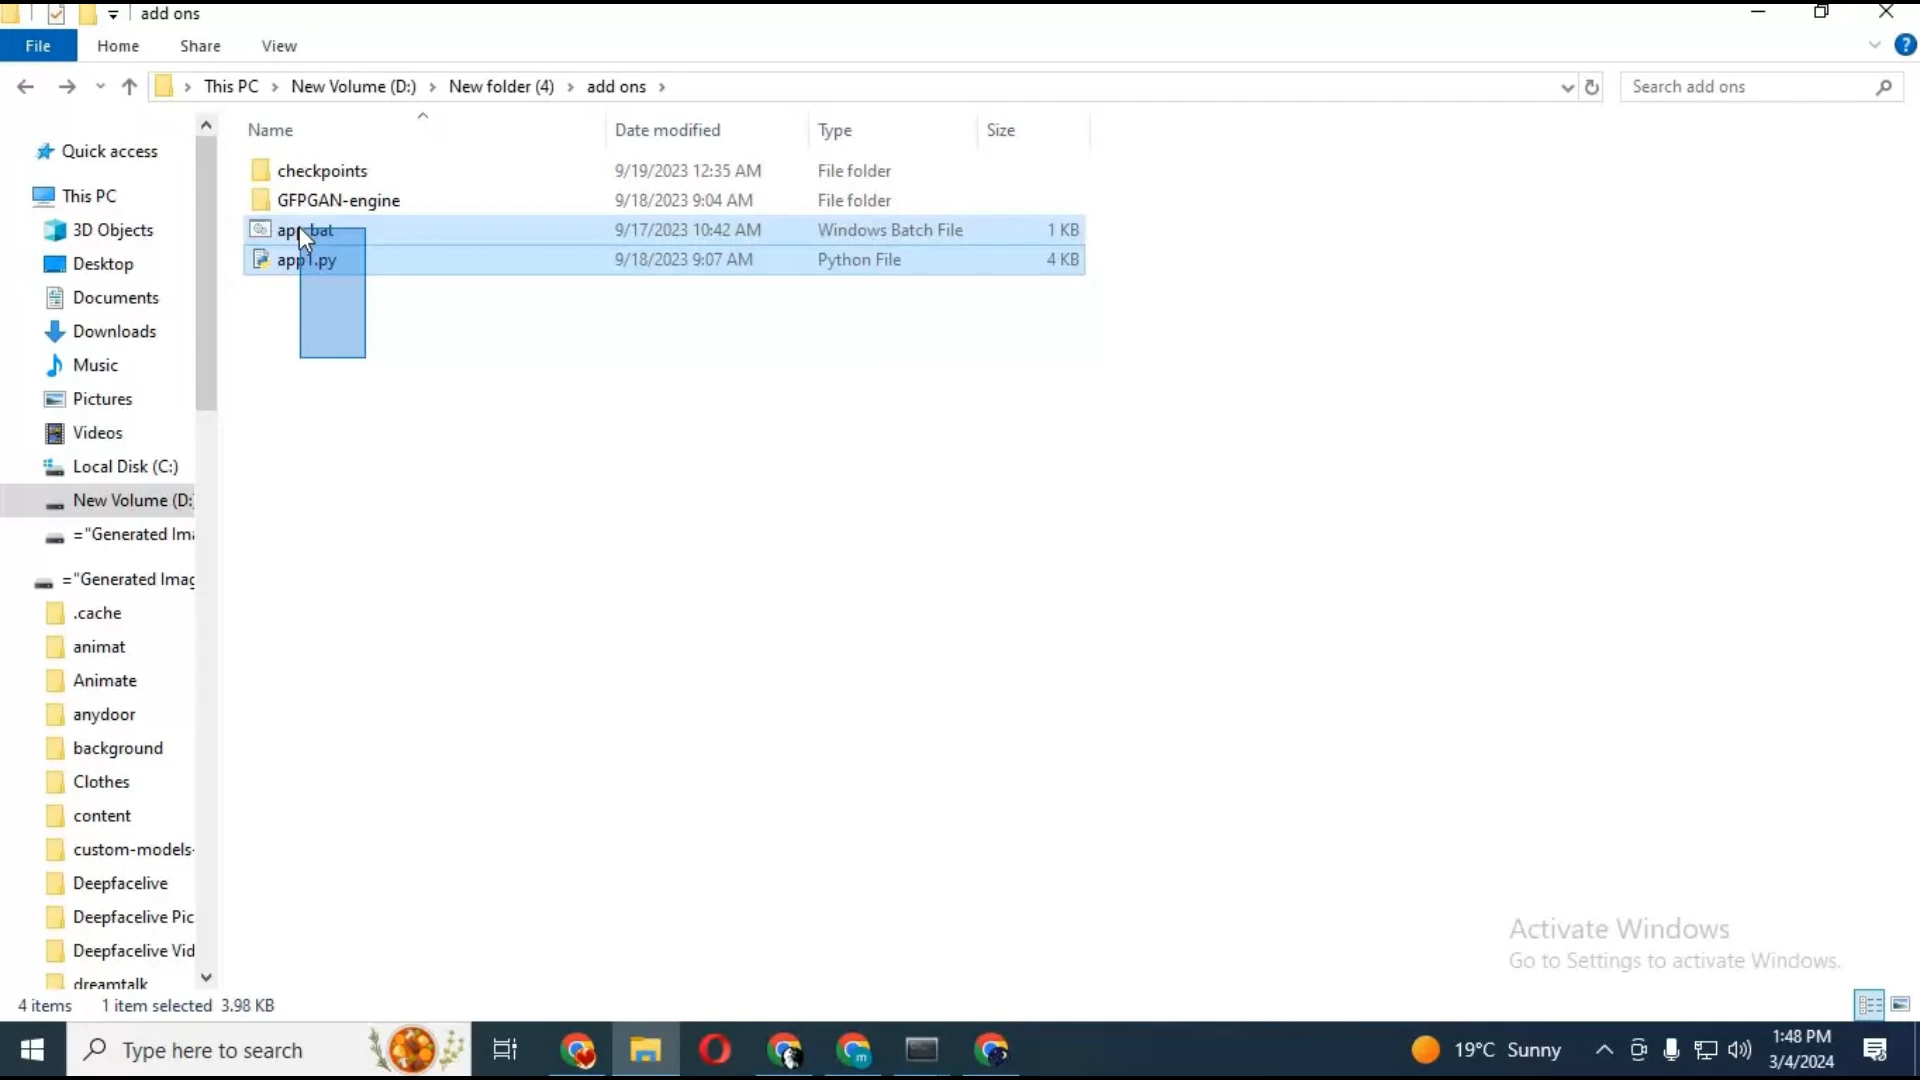 add ons
File Home Share View
This PC New Volume (D:) New folder (4) add ons
Search add ons
Name Date modified Type Size
checkpoints 9/19/2023 12:35 AM File folder
GFPGAN-engine 9/18/2023 9:04 AM File folder
app.bat 9/17/2023 10:42 AM Windows Batch File 1 KB
app1.py 9/18/2023 9:07 AM Python File 4 KB
Quick access
This PC
3D Objects
Desktop
Documents
Downloads
Music
Pictures
Videos
Local Disk (C:)
New Volume (D:
="Generated Ima
="Generated Imag
.cache
animat
Animate
anydoor
background
Clothes
content
custom-models-
Deepfacelive
Deepfacelive Pic
Deepfacelive Vid
dreamtalk
Activate Windows
Go to Settings to activate Windows.
4 items 1 item selected 3.98 KB
Type here to search
19°C Sunny
1:48 PM
3/4/2024